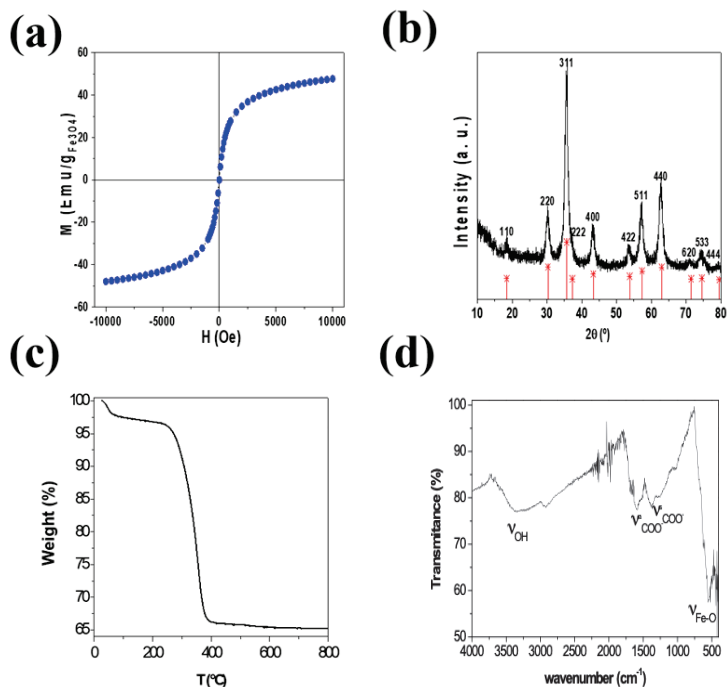 (a)
60
40
20
0
-20
-40
-60
M (Emu/gFe3O4)
-10000 -5000 0 5000 10000
H (Oe)
(b)
Intensity (a. u.)
110
220
311
222
400
422
511
440
620
533
444
10 20 30 40 50 60 70 80
2θ (º)
(c)
100
95
90
85
80
75
70
65
Weight (%)
0 200 400 600 800
T(ºC)
(d)
100
90
80
70
60
50
Transmitance (%)
νOH
νªCOO-
νsCOO-
νFe-O
4000 3500 3000 2500 2000 1500 1000 500
wavenumber (cm-1)